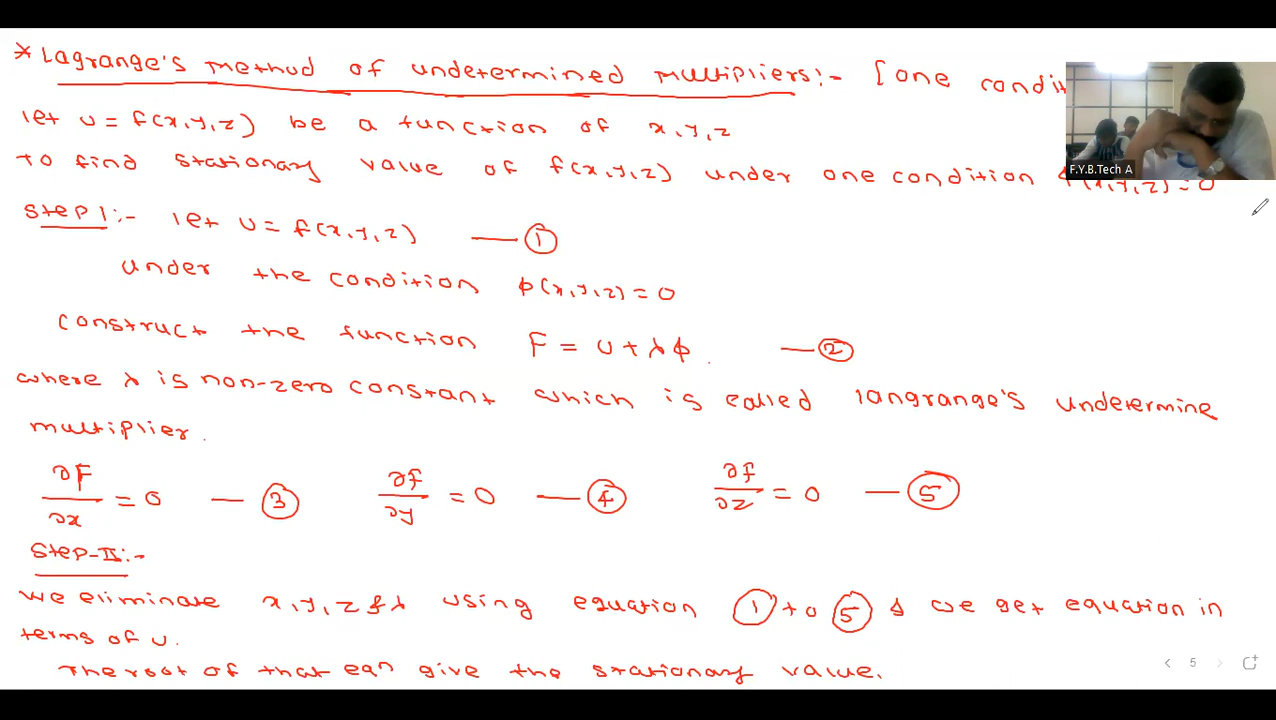 * Lagrange's method of undetermined multipliers:- [one condit
let u = f(x,y,z) be a function of x,y,z
to find stationary value of f(x,y,z) under one condition ϕ(x,y,z) = 0
F.Y.B.Tech A
Step I:- let u = f(x,y,z) — ①
under the condition ϕ(x,y,z) = 0
construct the function F = u + λϕ. — ②
where λ is non-zero constant which is called langrange's undetermine
multiplier.
∂F/∂x = 0 — ③ ∂f/∂y = 0 — ④ ∂f/∂z = 0 — ⑤
Step-II:-
we eliminate x,y,z & λ using equation ① to ⑤ & we get equation in
terms of u.
The root of that eqn give the stationary value.
5